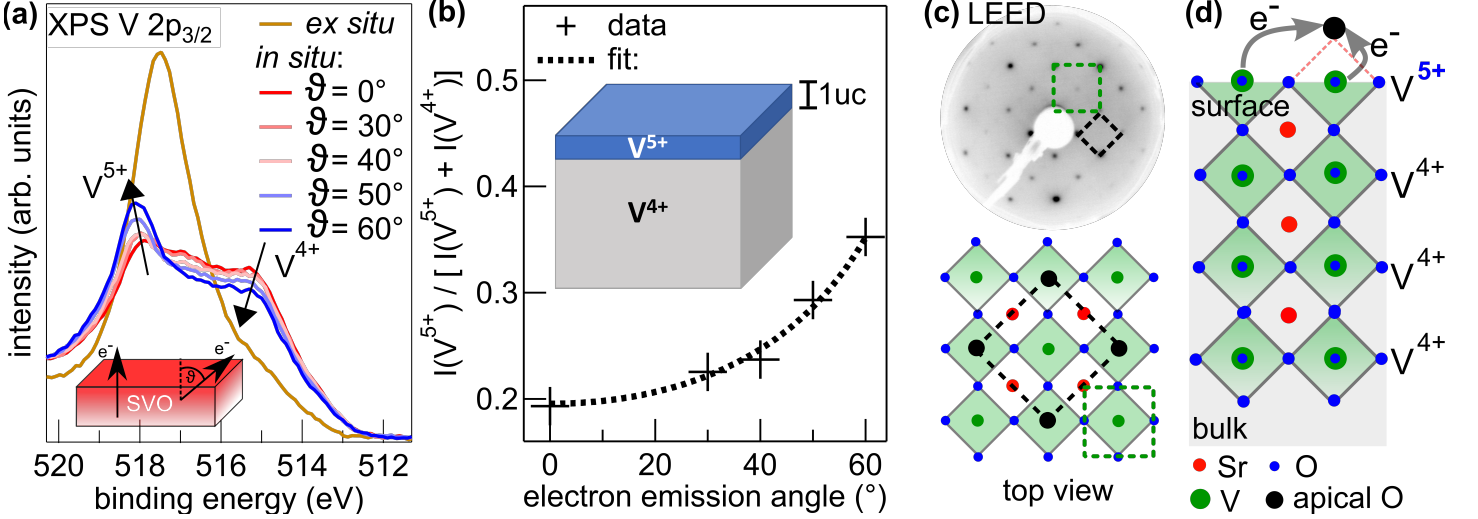 (a)
XPS V 2p3/2
ex situ
in situ:
ϑ = 0°
ϑ = 30°
ϑ = 40°
ϑ = 50°
ϑ = 60°
V5+
V4+
e-
e-
ϑ
SVO
intensity (arb. units)
520 518 516 514 512
binding energy (eV)
(b)
data
fit:
1uc
V5+
V4+
I(V5+) / [ I(V5+) + I(V4+)]
0.5
0.4
0.3
0.2
0 20 40 60
electron emission angle (°)
(c) LEED
top view
(d)
e-
e-
V5+
surface
V4+
V4+
V4+
bulk
Sr O
V apical O